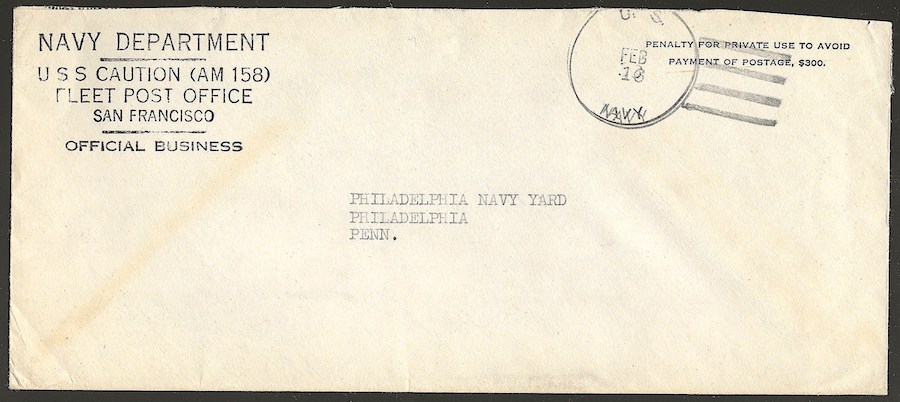 NAVY DEPARTMENT
U S S CAUTION (AM 158)
FLEET POST OFFICE
SAN FRANCISCO
OFFICIAL BUSINESS
FEB
NAVY
PENALTY FOR PRIVATE USE TO AVOID
PAYMENT OF POSTAGE, $300.
PHILADELPHIA NAVY YARD
PHILADELPHIA
PENN.